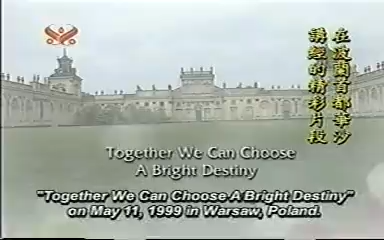 在波蘭首都華沙
講經的精彩片段
Together We Can Choose
A Bright Destiny
"Together We Can Choose A Bright Destiny"
on May 11, 1999 in Warsaw, Poland.